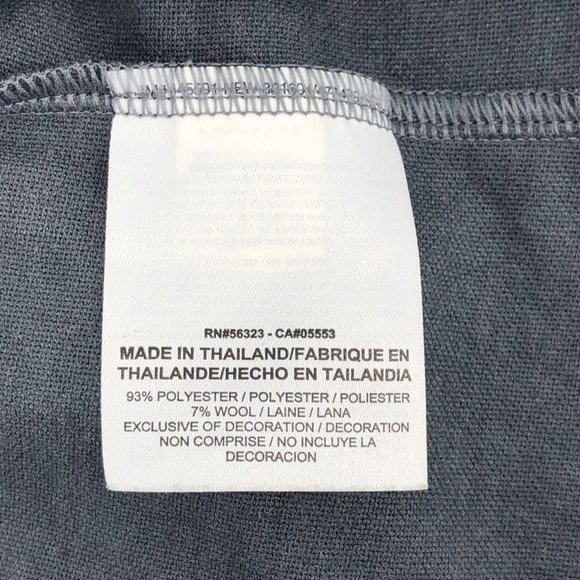 RN#56323 - CA#05553
MADE IN THAILAND/FABRIQUE EN
THAILANDE/HECHO EN TAILANDIA
93% POLYESTER / POLYESTER / POLIESTER
7% WOOL / LAINE / LANA
EXCLUSIVE OF DECORATION / DECORATION
NON COMPRISE / NO INCLUYE LA
DECORACION